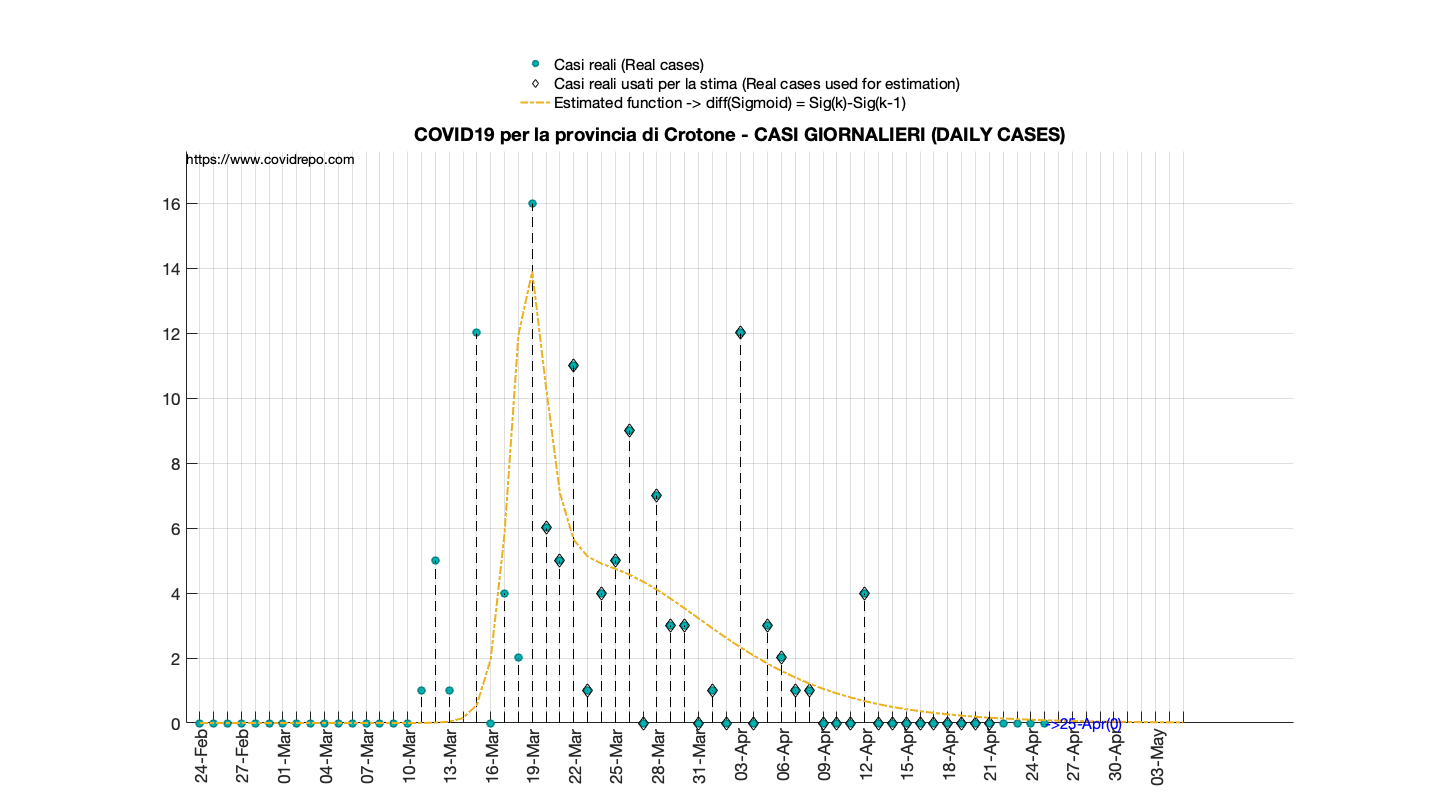 Casi reali (Real cases)
Casi reali usati per la stima (Real cases used for estimation)
Estimated function -> diff(Sigmoid) = Sig(k)-Sig(k-1)
COVID19 per la provincia di Crotone - CASI GIORNALIERI (DAILY CASES)
https://www.covidrepo.com
16
14
12
10
8
6
4
2
0
->25-Apr(0)
24-Feb
27-Feb
01-Mar
04-Mar
07-Mar
10-Mar
13-Mar
16-Mar
19-Mar
22-Mar
25-Mar
28-Mar
31-Mar
03-Apr
06-Apr
09-Apr
12-Apr
15-Apr
18-Apr
21-Apr
24-Apr
27-Apr
30-Apr
03-May